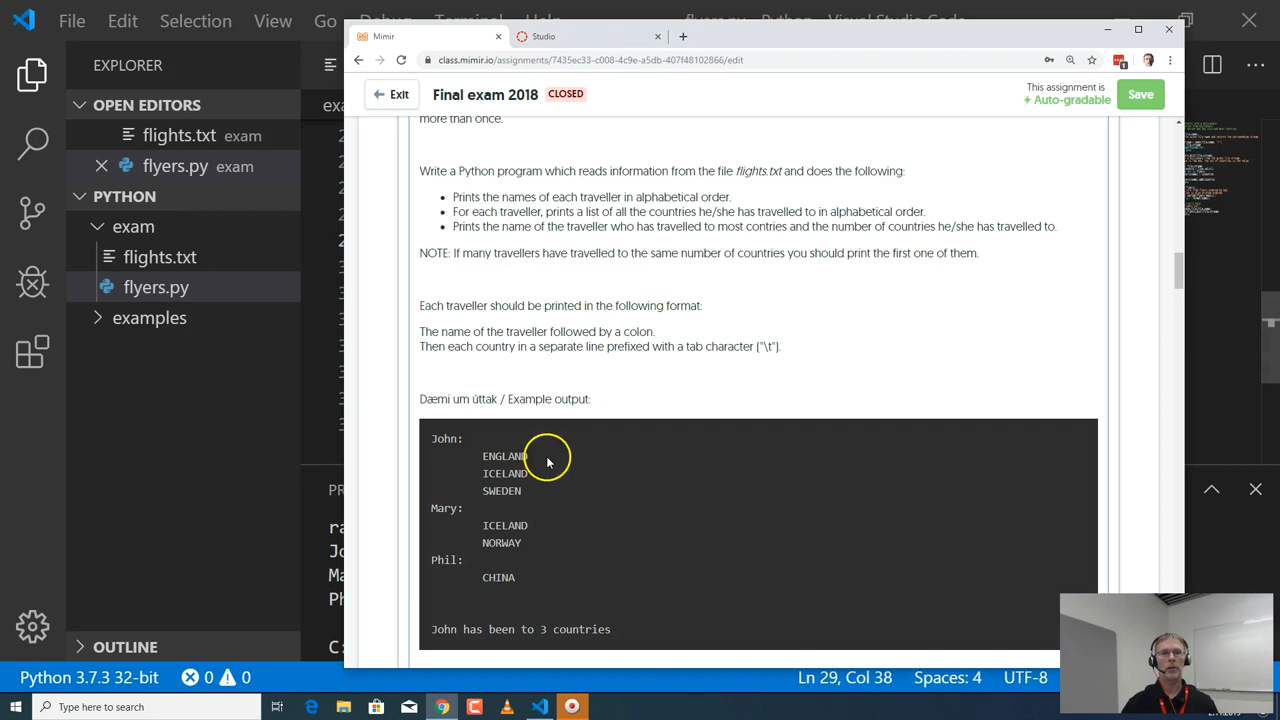 File Edit Selection View Go
Mimir
Studio
class.mimir.io/assignments/7435ec33-c008-4c9e-a5db-407f48102866/edit
Exit
Final exam 2018
CLOSED
This assignment is
Auto-gradable
Save
EXPLORER
OPEN EDITORS
flights.txt exam
flyers.py exam
PYTHON
exam
flights.txt
flyers.py
examples
OUTLINE
more than once.
Write a Python program which reads information from the file flights.txt and does the following:
Prints the names of each traveller in alphabetical order.
For each traveller, prints a list of all the countries he/she has travelled to in alphabetical order.
Prints the name of the traveller who has travelled to most contries and the number of countries he/she has travelled to.
NOTE: If many travellers have travelled to the same number of countries you should print the first one of them.
Each traveller should be printed in the following format:
The name of the traveller followed by a colon.
Then each country in a separate line prefixed with a tab character ("\t").
Dæmi um úttak / Example output:
John:
ENGLAND
ICELAND
SWEDEN
Mary:
ICELAND
NORWAY
Phil:
CHINA
John has been to 3 countries
Python 3.7.3 32-bit
0
0
Ln 29, Col 38
Spaces: 4
UTF-8
Type here to search